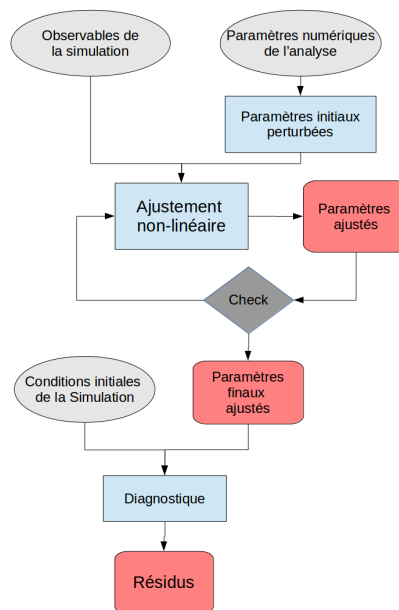 Observables de
la simulation
Paramètres numériques
de l'analyse
Paramètres initiaux
perturbées
Ajustement
non-linéaire
Paramètres
ajustés
Check
Conditions initiales
de la Simulation
Paramètres
finaux
ajustés
Diagnostique
Résidus